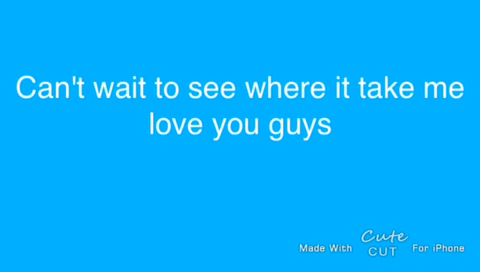 Can't wait to see where it take me
love you guys
Made With Cute CUT For iPhone